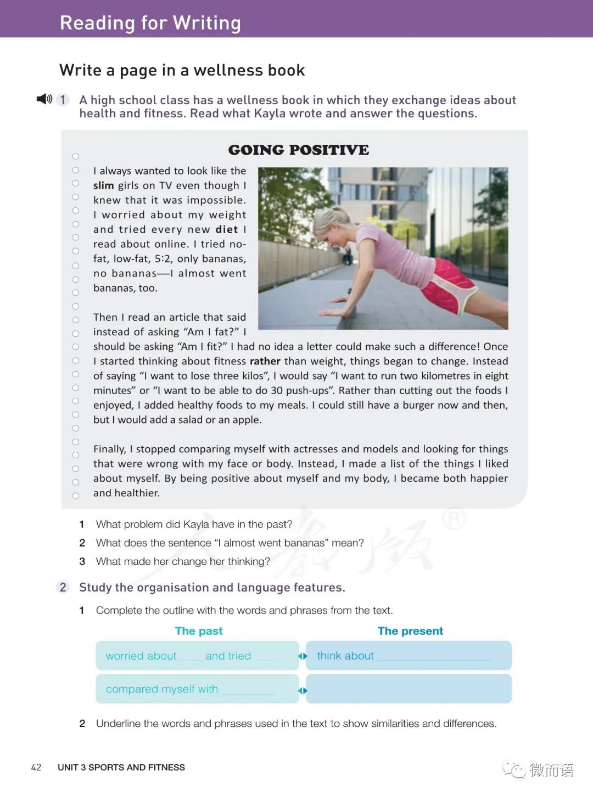 Reading for Writing
Write a page in a wellness book
1 A high school class has a wellness book in which they exchange ideas about
health and fitness. Read what Kayla wrote and answer the questions.
GOING POSITIVE
I always wanted to look like the
slim girls on TV even though I
knew that it was impossible.
I worried about my weight
and tried every new diet I
read about online. I tried no-
fat, low-fat, 5:2, only bananas,
no bananas—I almost went
bananas, too.
Then I read an article that said
instead of asking “Am I fat?” I
should be asking “Am I fit?” I had no idea a letter could make such a difference! Once
I started thinking about fitness rather than weight, things began to change. Instead
of saying “I want to lose three kilos”, I would say “I want to run two kilometres in eight
minutes” or “I want to be able to do 30 push-ups”. Rather than cutting out the foods I
enjoyed, I added healthy foods to my meals. I could still have a burger now and then,
but I would add a salad or an apple.
Finally, I stopped comparing myself with actresses and models and looking for things
that were wrong with my face or body. Instead, I made a list of the things I liked
about myself. By being positive about myself and my body, I became both happier
and healthier.
1 What problem did Kayla have in the past?
2 What does the sentence “I almost went bananas” mean?
3 What made her change her thinking?
人教版®
2 Study the organisation and language features.
1 Complete the outline with the words and phrases from the text.
The past The present
worried about ____ and tried ____ think about ____
compared myself with ____
2 Underline the words and phrases used in the text to show similarities and differences.
42 UNIT 3 SPORTS AND FITNESS
微而语